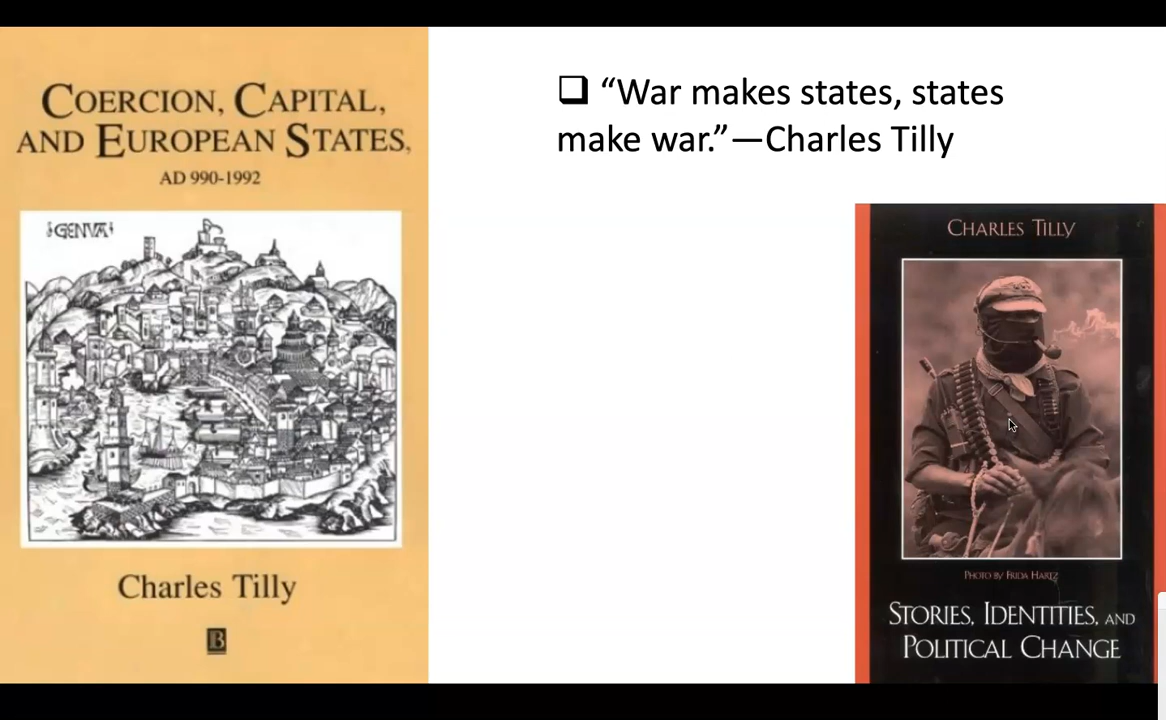 COERCION, CAPITAL,
AND EUROPEAN STATES,
AD 990-1992
GENVA
Charles Tilly
B
❑ “War makes states, states
make war.”—Charles Tilly
CHARLES TILLY
PHOTO BY FRIDA HARTZ
STORIES, IDENTITIES, AND
POLITICAL CHANGE